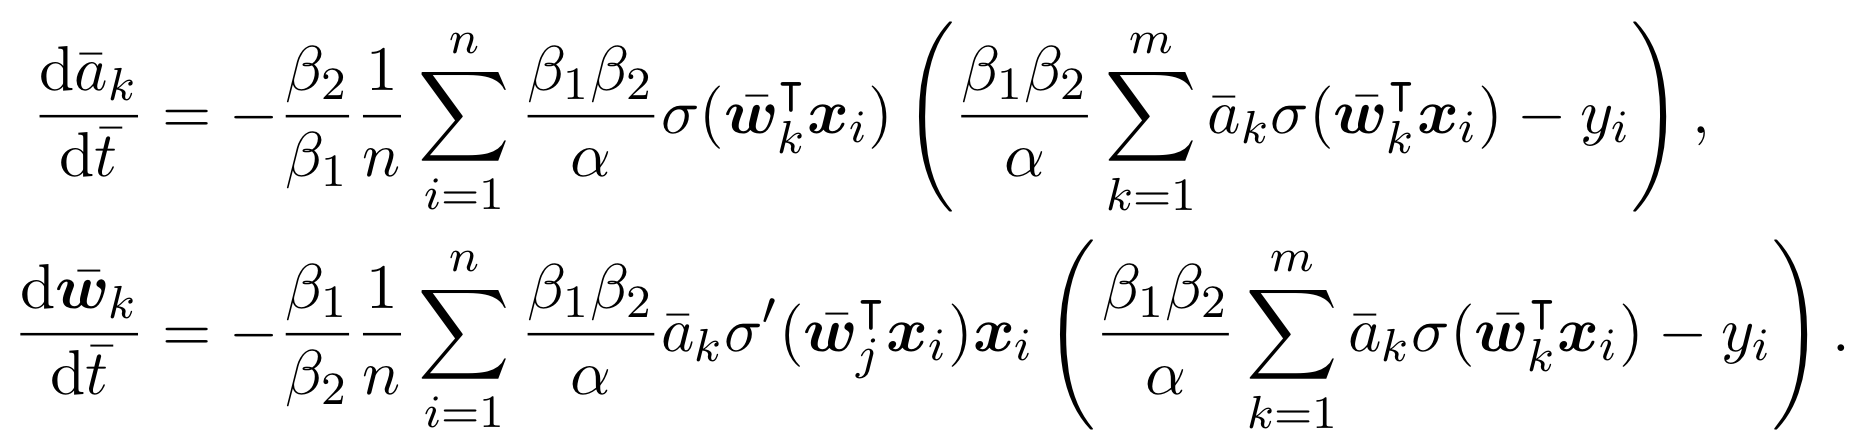 \frac{\mathrm{d}\bar{a}_k}{\mathrm{d}\bar{t}} = -\frac{\beta_2}{\beta_1}\frac{1}{n}\sum_{i=1}^{n}\frac{\beta_1\beta_2}{\alpha}\sigma(\bar{\boldsymbol{w}}_k^{\intercal}\boldsymbol{x}_i)\left(\frac{\beta_1\beta_2}{\alpha}\sum_{k=1}^{m}\bar{a}_k\sigma(\bar{\boldsymbol{w}}_k^{\intercal}\boldsymbol{x}_i)-y_i\right),
\frac{\mathrm{d}\bar{\boldsymbol{w}}_k}{\mathrm{d}\bar{t}} = -\frac{\beta_1}{\beta_2}\frac{1}{n}\sum_{i=1}^{n}\frac{\beta_1\beta_2}{\alpha}\bar{a}_k\sigma'(\bar{\boldsymbol{w}}_j^{\intercal}\boldsymbol{x}_i)\boldsymbol{x}_i\left(\frac{\beta_1\beta_2}{\alpha}\sum_{k=1}^{m}\bar{a}_k\sigma(\bar{\boldsymbol{w}}_k^{\intercal}\boldsymbol{x}_i)-y_i\right).